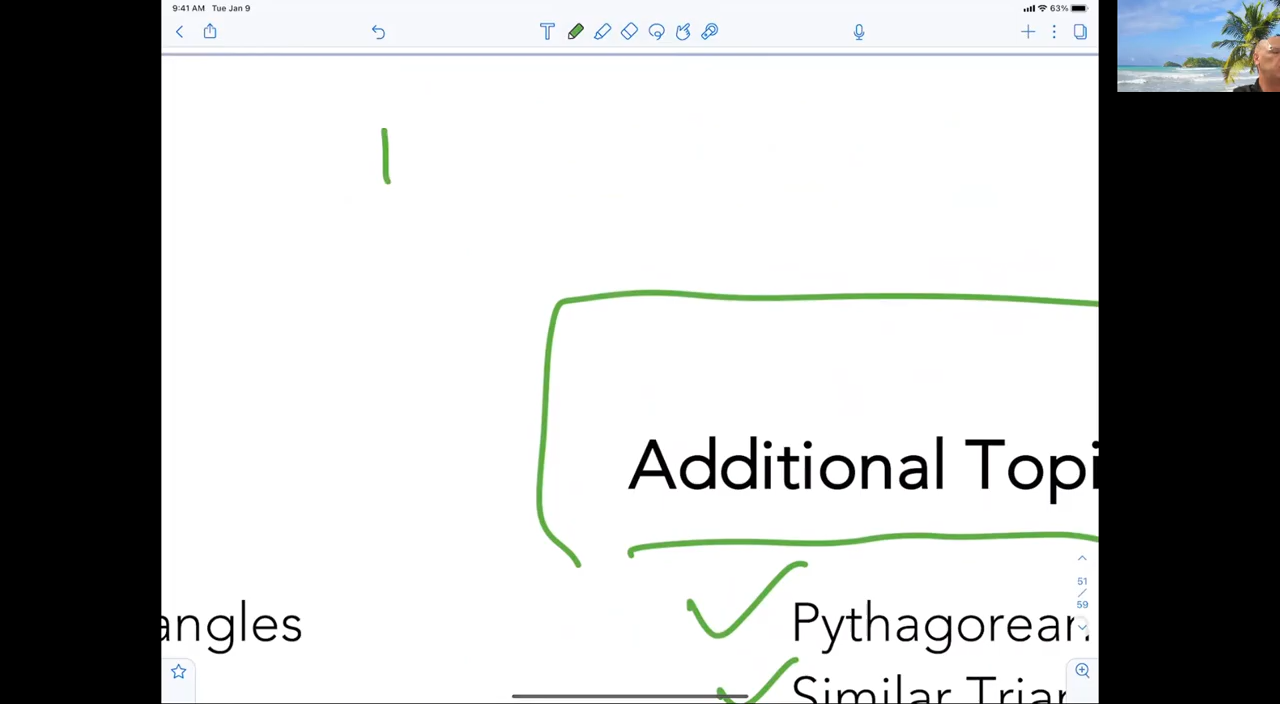 9:41 AM Tue Jan 9 63%
Additional Topi
51
/
59
angles
Pythagorean
Similar Trian